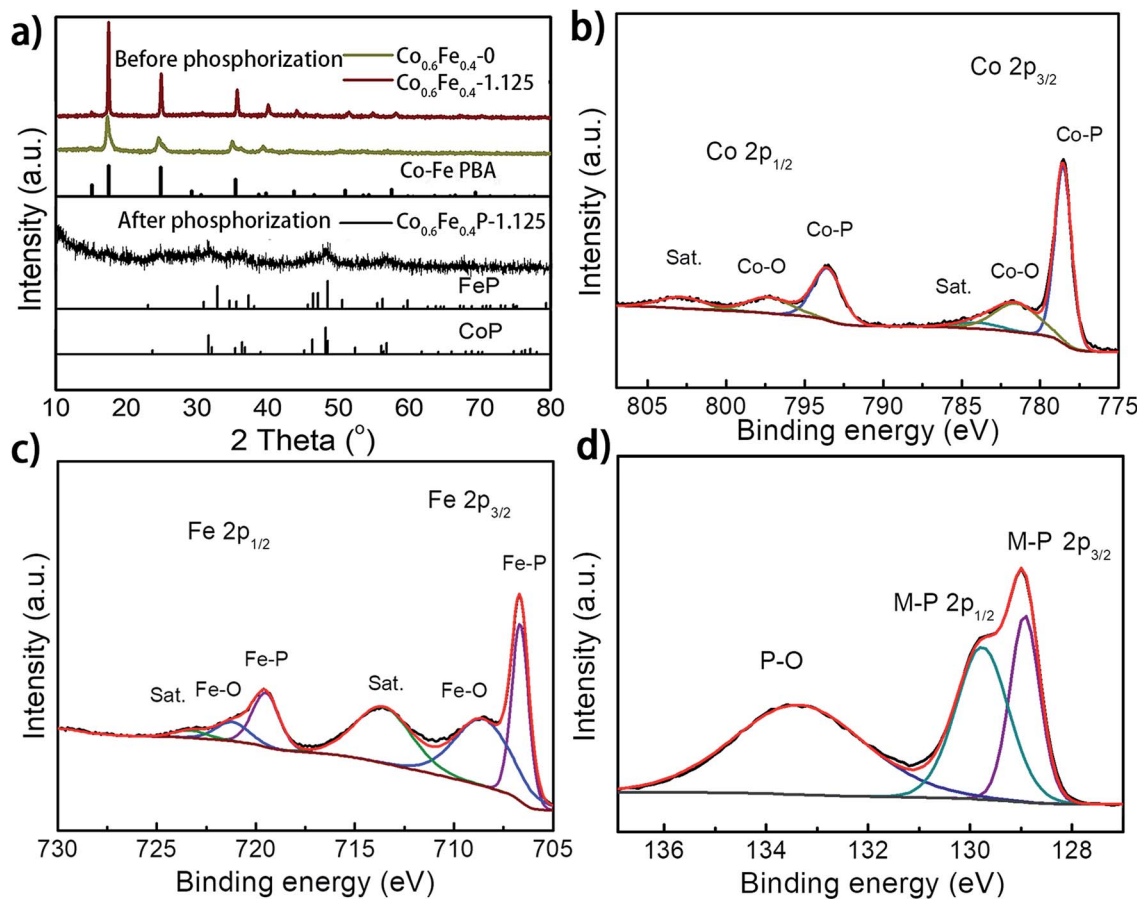 a)
Before phosphorization
Co0.6Fe0.4-0
Co0.6Fe0.4-1.125
Co-Fe PBA
After phosphorization
Co0.6Fe0.4P-1.125
FeP
CoP
Intensity (a.u.)
10 20 30 40 50 60 70 80
2 Theta (°)
b)
Co 2p3/2
Co-P
Co 2p1/2
Co-P
Sat.
Co-O
Sat.
Co-O
Intensity (a.u.)
805 800 795 790 785 780 775
Binding energy (eV)
c)
Fe 2p3/2
Fe 2p1/2
Fe-P
Fe-P
Sat.
Fe-O
Sat.
Fe-O
Intensity (a.u.)
730 725 720 715 710 705
Binding energy (eV)
d)
M-P 2p3/2
M-P 2p1/2
P-O
Intensity (a.u.)
136 134 132 130 128
Binding energy (eV)